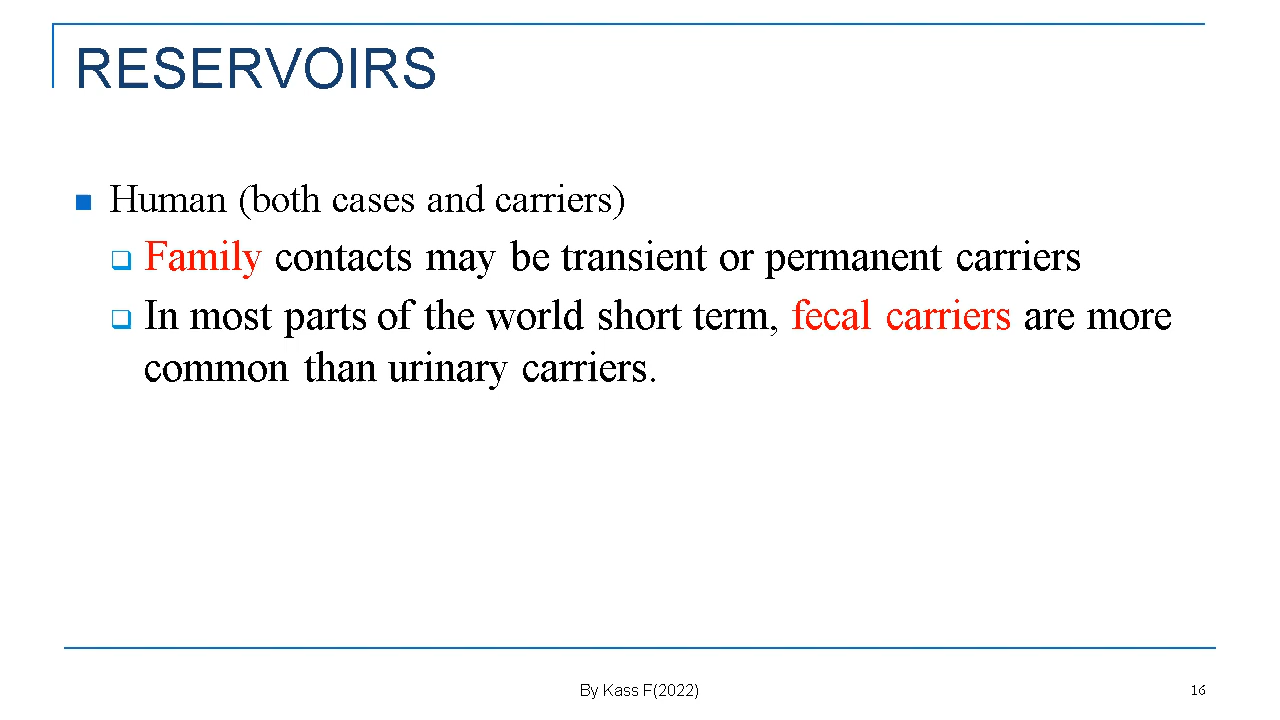 RESERVOIRS
Human (both cases and carriers)
Family contacts may be transient or permanent carriers
In most parts of the world short term, fecal carriers are more
common than urinary carriers.
By Kass F(2022)
16